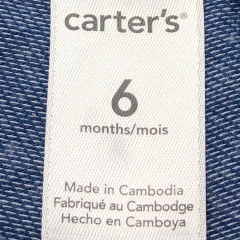 carter's®
6
months/mois
Made in Cambodia
Fabriqué au Cambodge
Hecho en Camboya